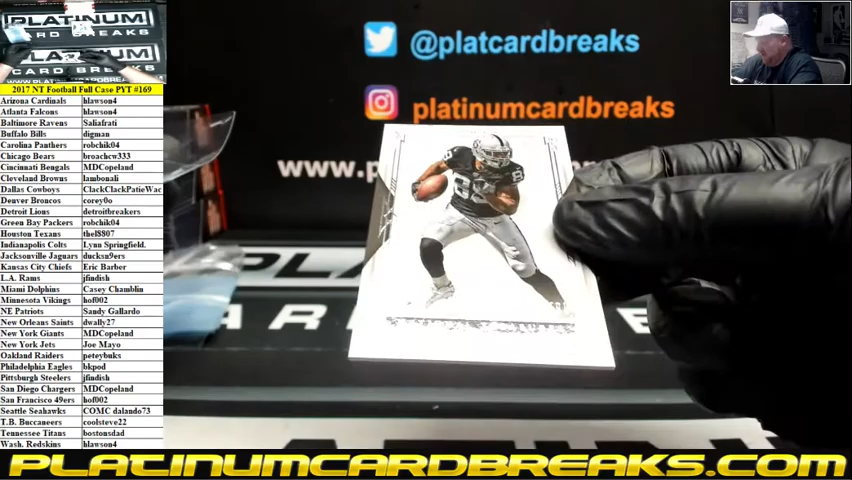 PLATINUM
CARD BREAKS
PLATINUM
CARD BREAKS
2017 NT Football Full Case PYT #169
Arizona Cardinals hlawson4
Atlanta Falcons hlawson4
Baltimore Ravens Saliafrati
Buffalo Bills digman
Carolina Panthers robchik04
Chicago Bears broachcw333
Cincinati Bengals MDCopeland
Cleveland Browns lambonali
Dallas Cowboys ClackClackPatieWac
Denver Broncos corey0o
Detroit Lions detroitbreakers
Green Bay Packers robchik04
Houston Texans thel8807
Indianapolis Colts Lynn Springfield.
Jacksonville Jaguars ducksn9ers
Kansas City Chiefs Eric Barber
L.A. Rams jfindish
Miami Dolphins Casey Chamblin
Minnesota Vikings hof002
NE Patriots Sandy Gallardo
New Orleans Saints dwally27
New York Giants MDCopeland
New York Jets Joe Mayo
Oakland Raiders peteybuks
Philadelphia Eagles bkpod
Pittsburgh Steelers jfindish
San Diego Chargers MDCopeland
San Francisco 49ers hof002
Seattle Seahawks COMC dalando73
T.B. Buccaneers coolsteve22
Tennessee Titans bostonsdad
Wash. Redskins hlawson4
@platcardbreaks
platinumcardbreaks
www.p
PLATINUMCARDBREAKS.COM